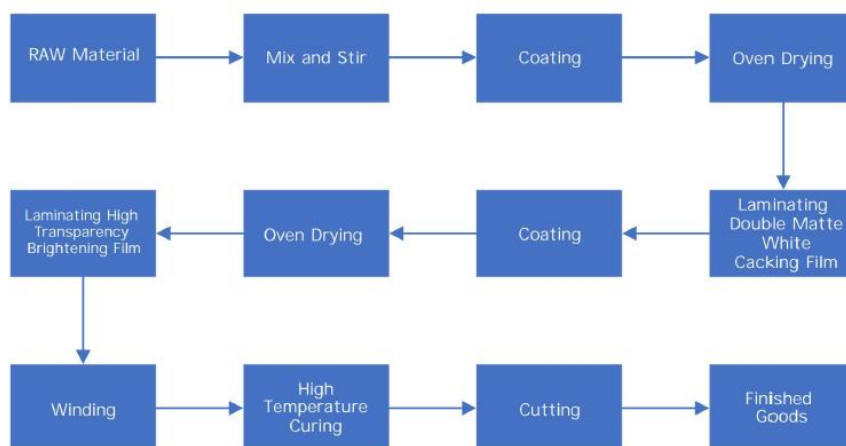 RAW Material
Mix and Stir
Coating
Oven Drying
Laminating
Double Matte
White
Cacking Film
Coating
Oven Drying
Laminating High
Transparency
Brightening Film
Winding
High
Temperature
Curing
Cutting
Finished
Goods